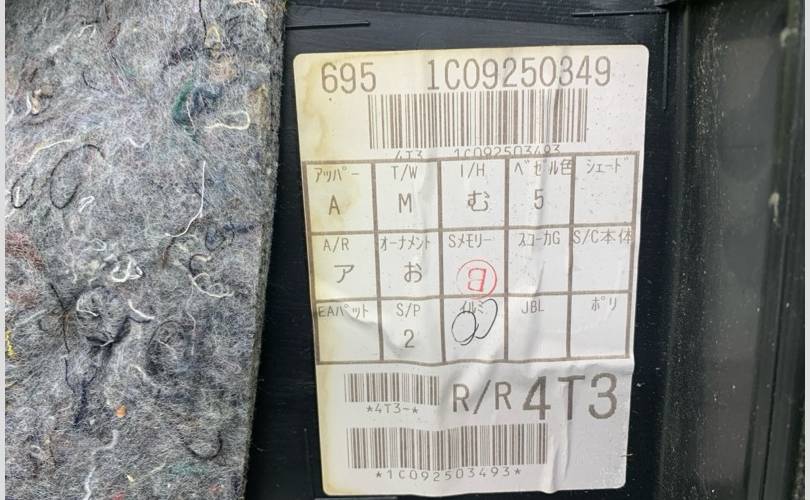 695 1C09250349
4T3 1C092503493
アッパー T/W I/H ベゼル色 シェード
A M む 5
A/R オーナメント Sメモリー スコーカG S/C本体
ア お B
EAパット S/P イルミ JBL ポリ
2
R/R 4T3
*4T3-*
*1C092503493*